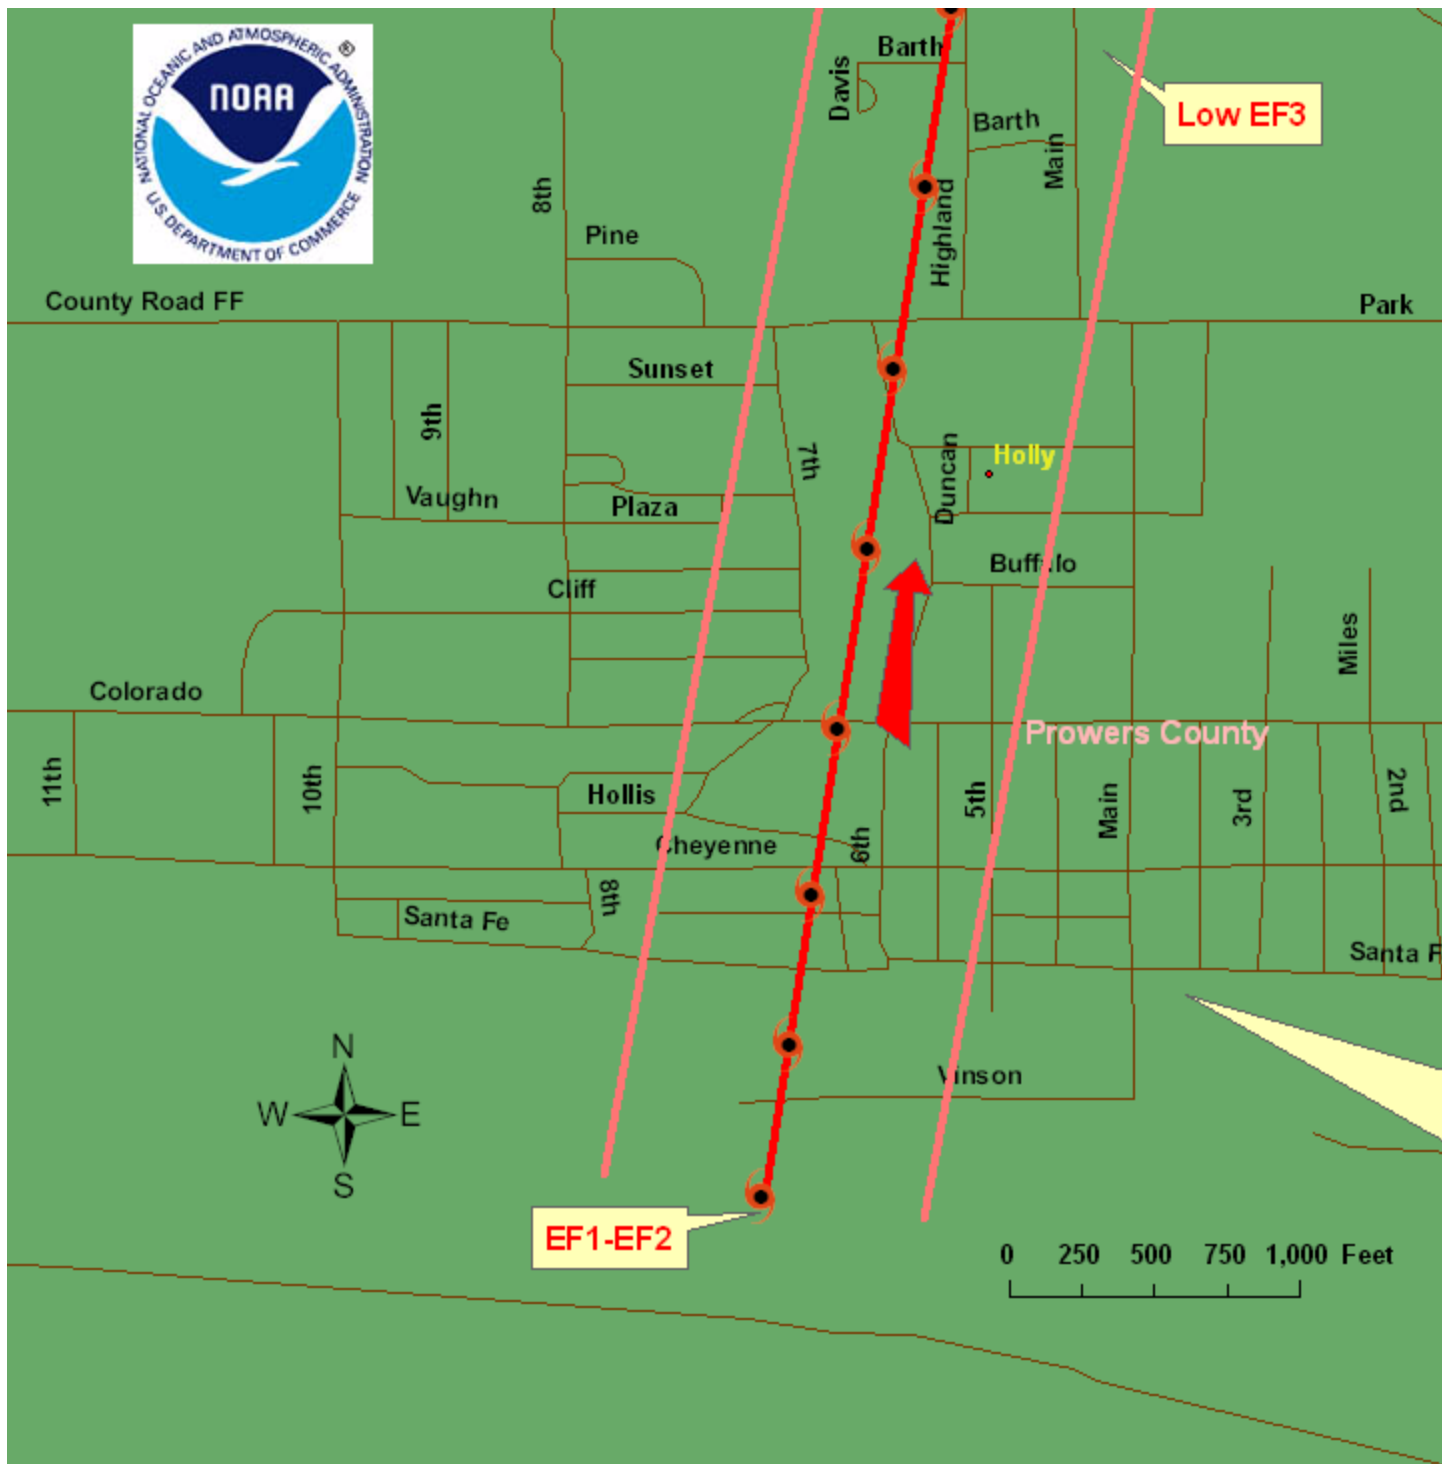 NATIONAL OCEANIC AND ATMOSPHERIC ADMINISTRATION
®
NOAA
U.S. DEPARTMENT OF COMMERCE
Barth
Davis
Low EF3
Barth
Main
8th
Highland
Pine
County Road FF
Park
Sunset
9th
7th
Duncan
Holly
Vaughn
Plaza
Buffalo
Cliff
Miles
Colorado
Prowers County
11th
10th
Hollis
5th
Main
3rd
2nd
Cheyenne
6th
8th
Santa Fe
Santa F
N
W E
S
Vinson
EF1-EF2
0 250 500 750 1,000 Feet